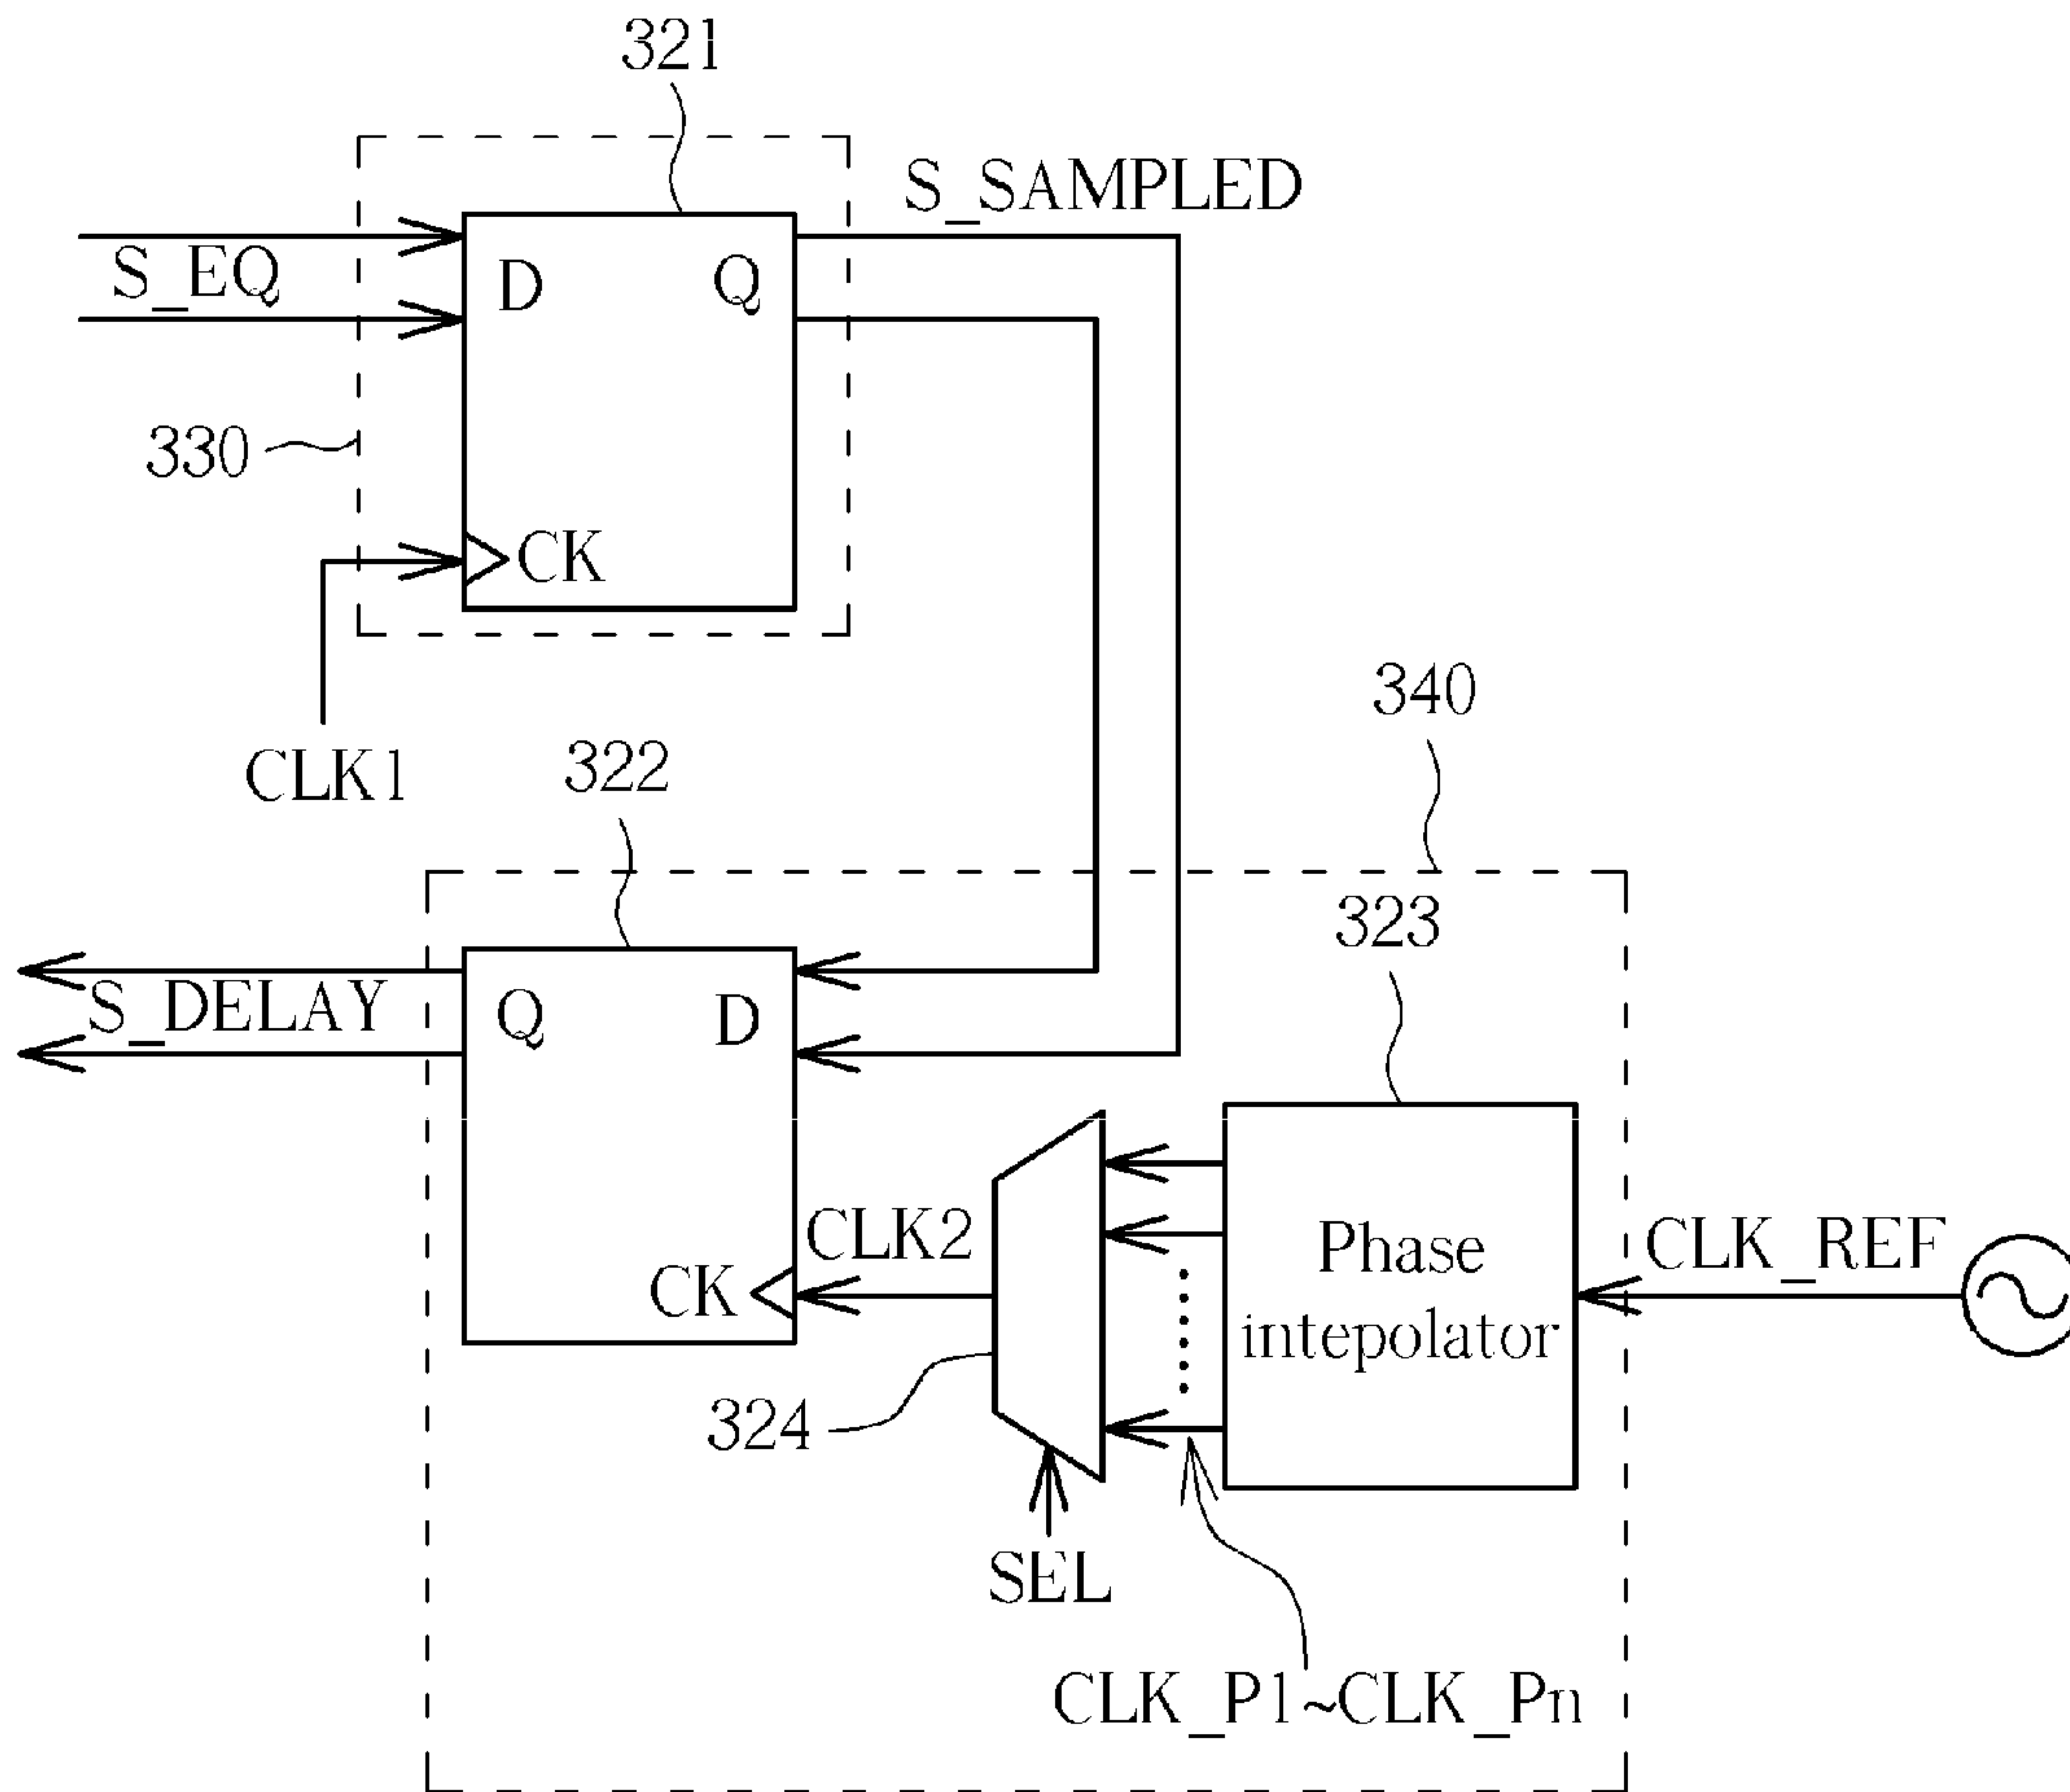 321
S_SAMPLED
S_EQ
D
Q
330
CK
340
CLK1
322
323
S_DELAY
Q
D
CLK2
CLK_REF
Phase
intepolator
CK
324
SEL
CLK_P1~CLK_Pn